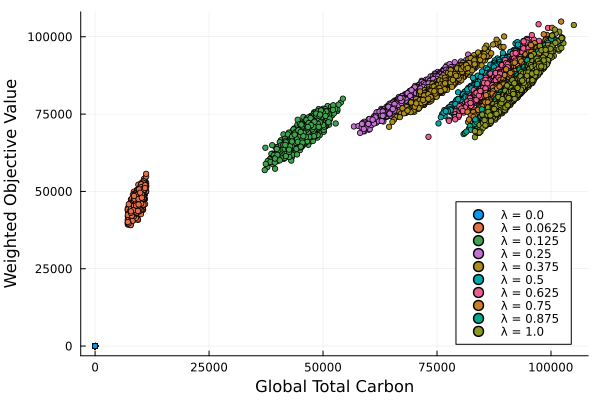 100000
75000
50000
25000
0
Weighted Objective Value
0
25000
50000
75000
100000
Global Total Carbon
λ = 0.0
λ = 0.0625
λ = 0.125
λ = 0.25
λ = 0.375
λ = 0.5
λ = 0.625
λ = 0.75
λ = 0.875
λ = 1.0